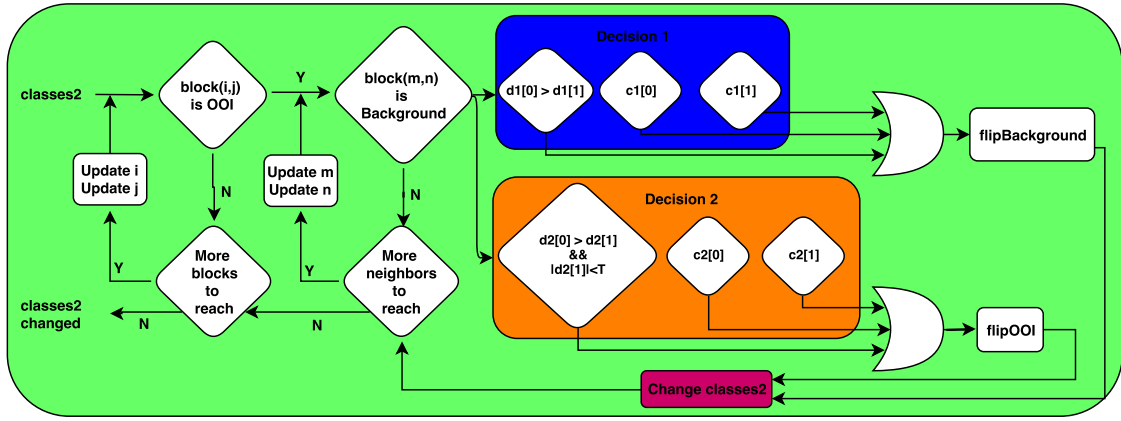 Decision 1
classes2
block(i,j)
is OOI
Y
block(m,n)
is
Background
d1[0] > d1[1]
c1[0]
c1[1]
flipBackground
Update i
Update j
Update m
Update n
N
N
Decision 2
d2[0] > d2[1]
&&
|d2[1]|<T
c2[0]
c2[1]
More
blocks
to
reach
More
neighbors
to
reach
Y
Y
classes2
changed
N
N
flipOOI
Change classes2